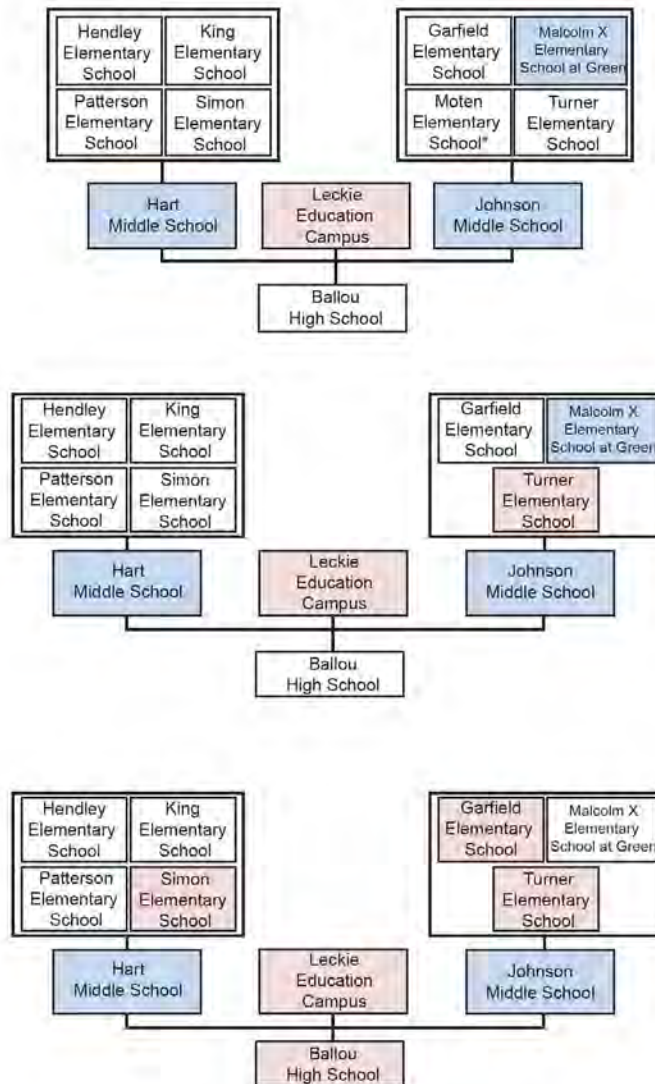 Hendley
Elementary
School
King
Elementary
School
Patterson
Elementary
School
Simon
Elementary
School
Garfield
Elementary
School
Malcolm X
Elementary
School at Green
Moten
Elementary
School*
Turner
Elementary
School
Hart
Middle School
Leckie
Education
Campus
Johnson
Middle School
Ballou
High School
Hendley
Elementary
School
King
Elementary
School
Patterson
Elementary
School
Simon
Elementary
School
Garfield
Elementary
School
Malcolm X
Elementary
School at Green
Turner
Elementary
School
Hart
Middle School
Leckie
Education
Campus
Johnson
Middle School
Ballou
High School
Hendley
Elementary
School
King
Elementary
School
Patterson
Elementary
School
Simon
Elementary
School
Garfield
Elementary
School
Malcolm X
Elementary
School at Green
Turner
Elementary
School
Hart
Middle School
Leckie
Education
Campus
Johnson
Middle School
Ballou
High School